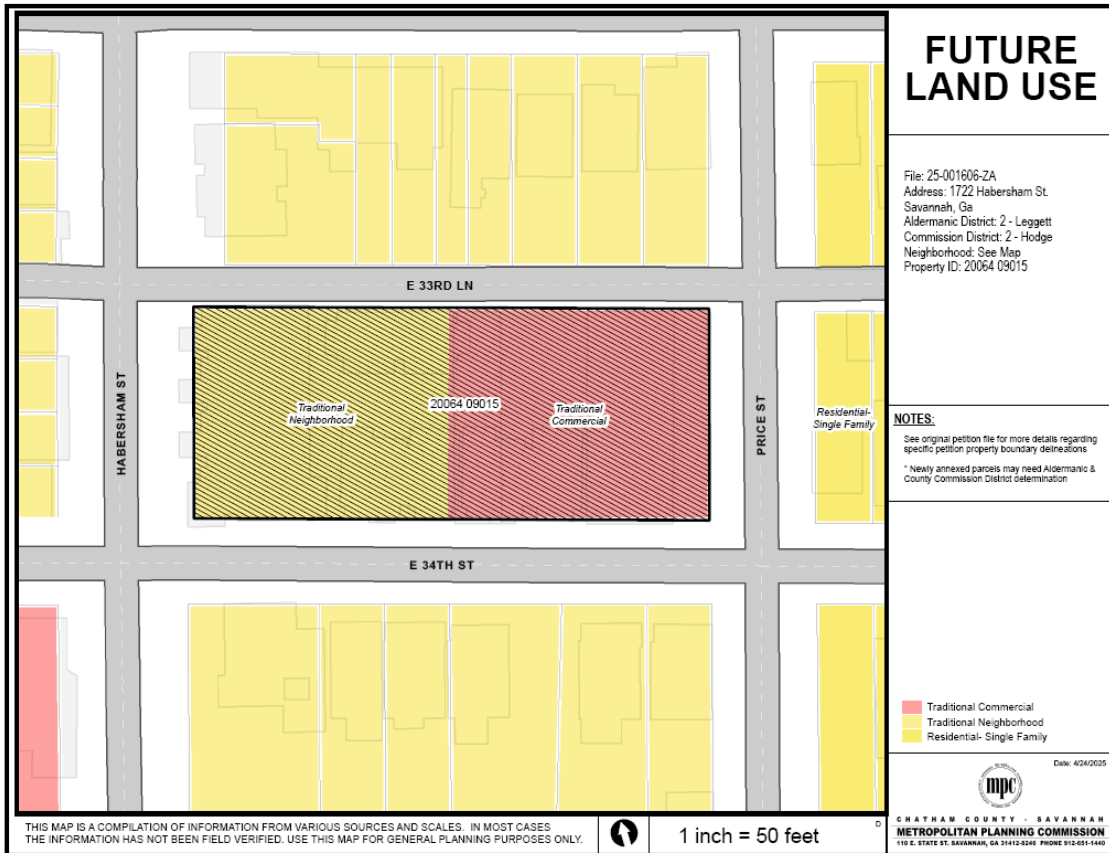 FUTURE
LAND USE
File: 25-001606-ZA
Address: 1722 Habersham St.
Savannah, Ga
Aldermanic District: 2 - Leggett
Commission District: 2 - Hodge
Neighborhood: See Map
Property ID: 20064 09015
E 33RD LN
HABERSHAM ST
Traditional
Neighborhood
20064 09015
Traditional
Commercial
PRICE ST
Residential-
Single Family
E 34TH ST
NOTES:
See original petition file for more details regarding
specific petition property boundary delineations
* Newly annexed parcels may need Aldermanic &
County Commission District determination
Traditional Commercial
Traditional Neighborhood
Residential- Single Family
Date: 4/24/2025
mpc
CHATHAM COUNTY - SAVANNAH
METROPOLITAN PLANNING COMMISSION
110 E. STATE ST. SAVANNAH, GA 31412-8246 PHONE 912-651-1440
THIS MAP IS A COMPILATION OF INFORMATION FROM VARIOUS SOURCES AND SCALES. IN MOST CASES
THE INFORMATION HAS NOT BEEN FIELD VERIFIED. USE THIS MAP FOR GENERAL PLANNING PURPOSES ONLY.
1 inch = 50 feet
D